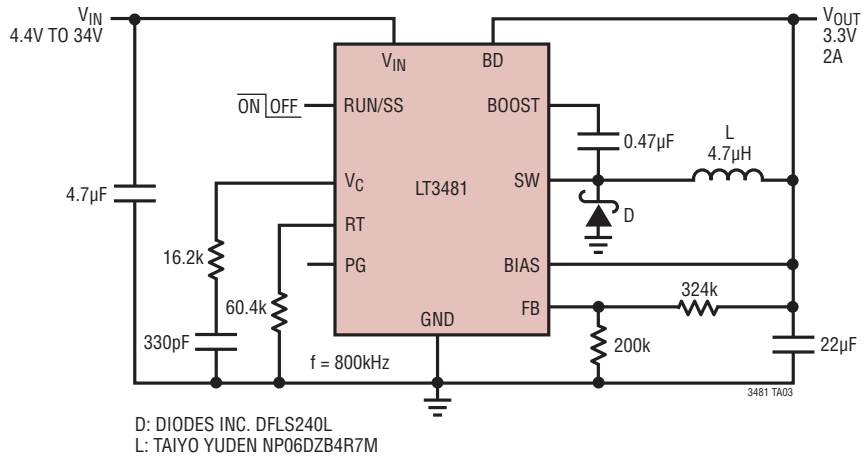 VIN
4.4V TO 34V
VOUT
3.3V
2A
VIN
BD
ON OFF
RUN/SS
BOOST
0.47µF
L
4.7µH
4.7µF
VC
LT3481
SW
D
16.2k
RT
PG
BIAS
60.4k
324k
FB
GND
330pF
f = 800kHz
200k
22µF
3481 TA03
D: DIODES INC. DFLS240L
L: TAIYO YUDEN NP06DZB4R7M